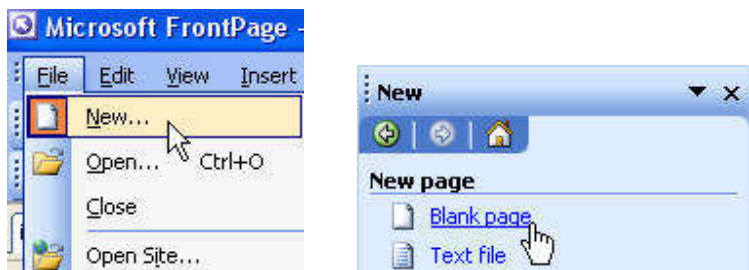 Microsoft FrontPage -
File Edit View Insert
New...
Open... Ctrl+O
Close
Open Site...
New
New page
Blank page
Text file